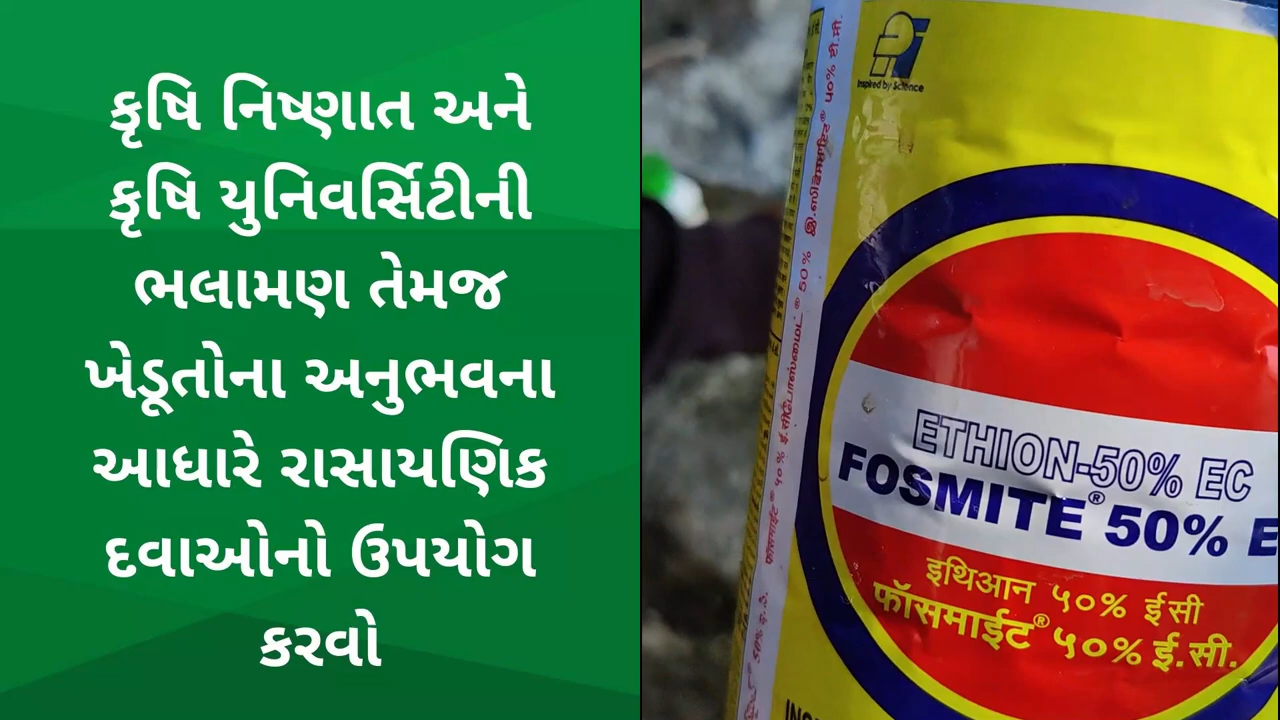 કૃષિ નિષ્ણાત અને
કૃષિ યુનિવર્સિટીની
ભલામણ તેમજ
ખેડૂતોના અનુભવના
આધારે રાસાયણિક
દવાઓનો ઉપયોગ
કરવો
Inspired by Science
ETHION-50% EC
FOSMITE® 50% E
इथिआन ५०% ईसी
फॉसमाईट® ५०% ई.सी.